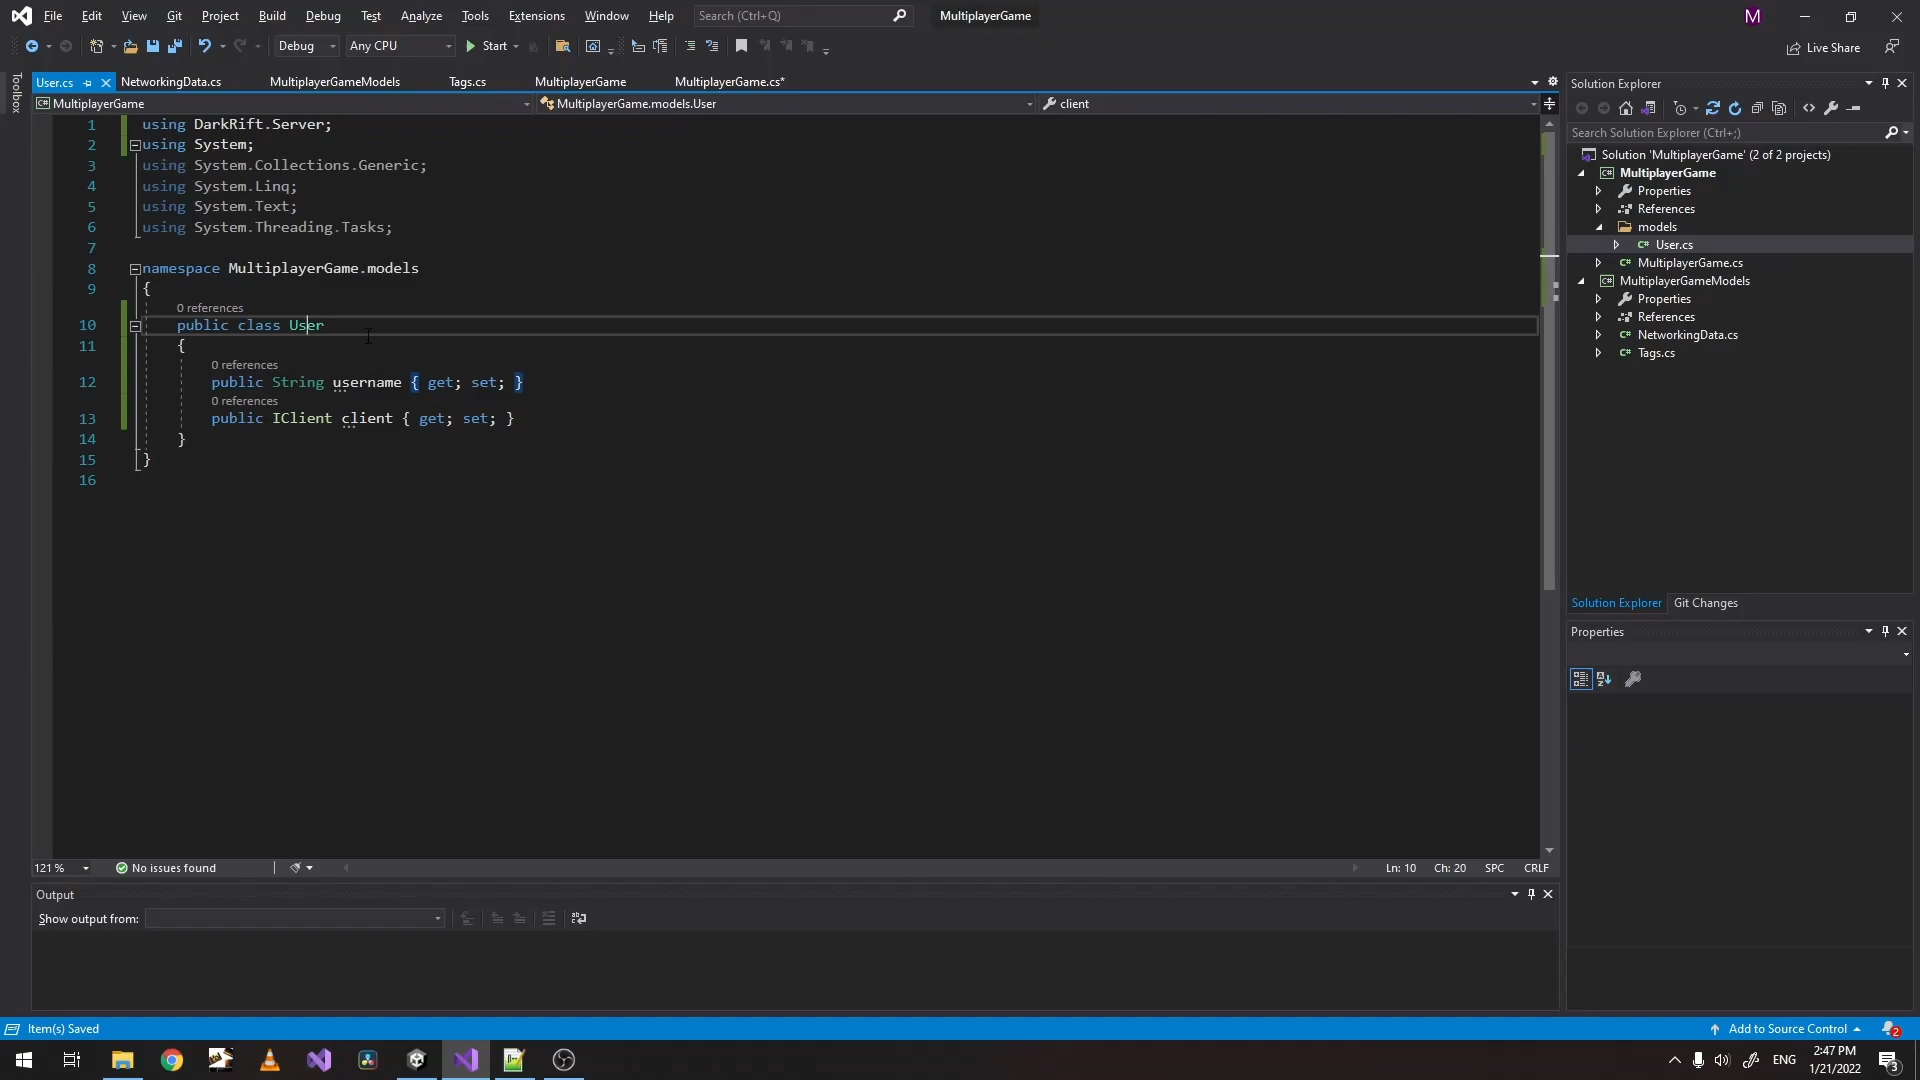 File Edit View Git Project Build Debug Test Analyze Tools Extensions Window Help Search (Ctrl+Q) MultiplayerGame M
Debug Any CPU Start Live Share
User.cs NetworkingData.cs MultiplayerGameModels Tags.cs MultiplayerGame MultiplayerGame.cs*
MultiplayerGame MultiplayerGame.models.User client
Toolbox
1 using DarkRift.Server;
2 using System;
3 using System.Collections.Generic;
4 using System.Linq;
5 using System.Text;
6 using System.Threading.Tasks;
7
8 namespace MultiplayerGame.models
9 {
0 references
10 public class User
11 {
0 references
12 public String username { get; set; }
0 references
13 public IClient client { get; set; }
14 }
15 }
16
121 % No issues found Ln: 10 Ch: 20 SPC CRLF
Output
Show output from:
Solution Explorer
Search Solution Explorer (Ctrl+;)
Solution 'MultiplayerGame' (2 of 2 projects)
C# MultiplayerGame
Properties
References
models
C# User.cs
C# MultiplayerGame.cs
C# MultiplayerGameModels
Properties
References
C# NetworkingData.cs
C# Tags.cs
Solution Explorer Git Changes
Properties
Item(s) Saved Add to Source Control 2
ENG 2:47 PM
1/21/2022 3